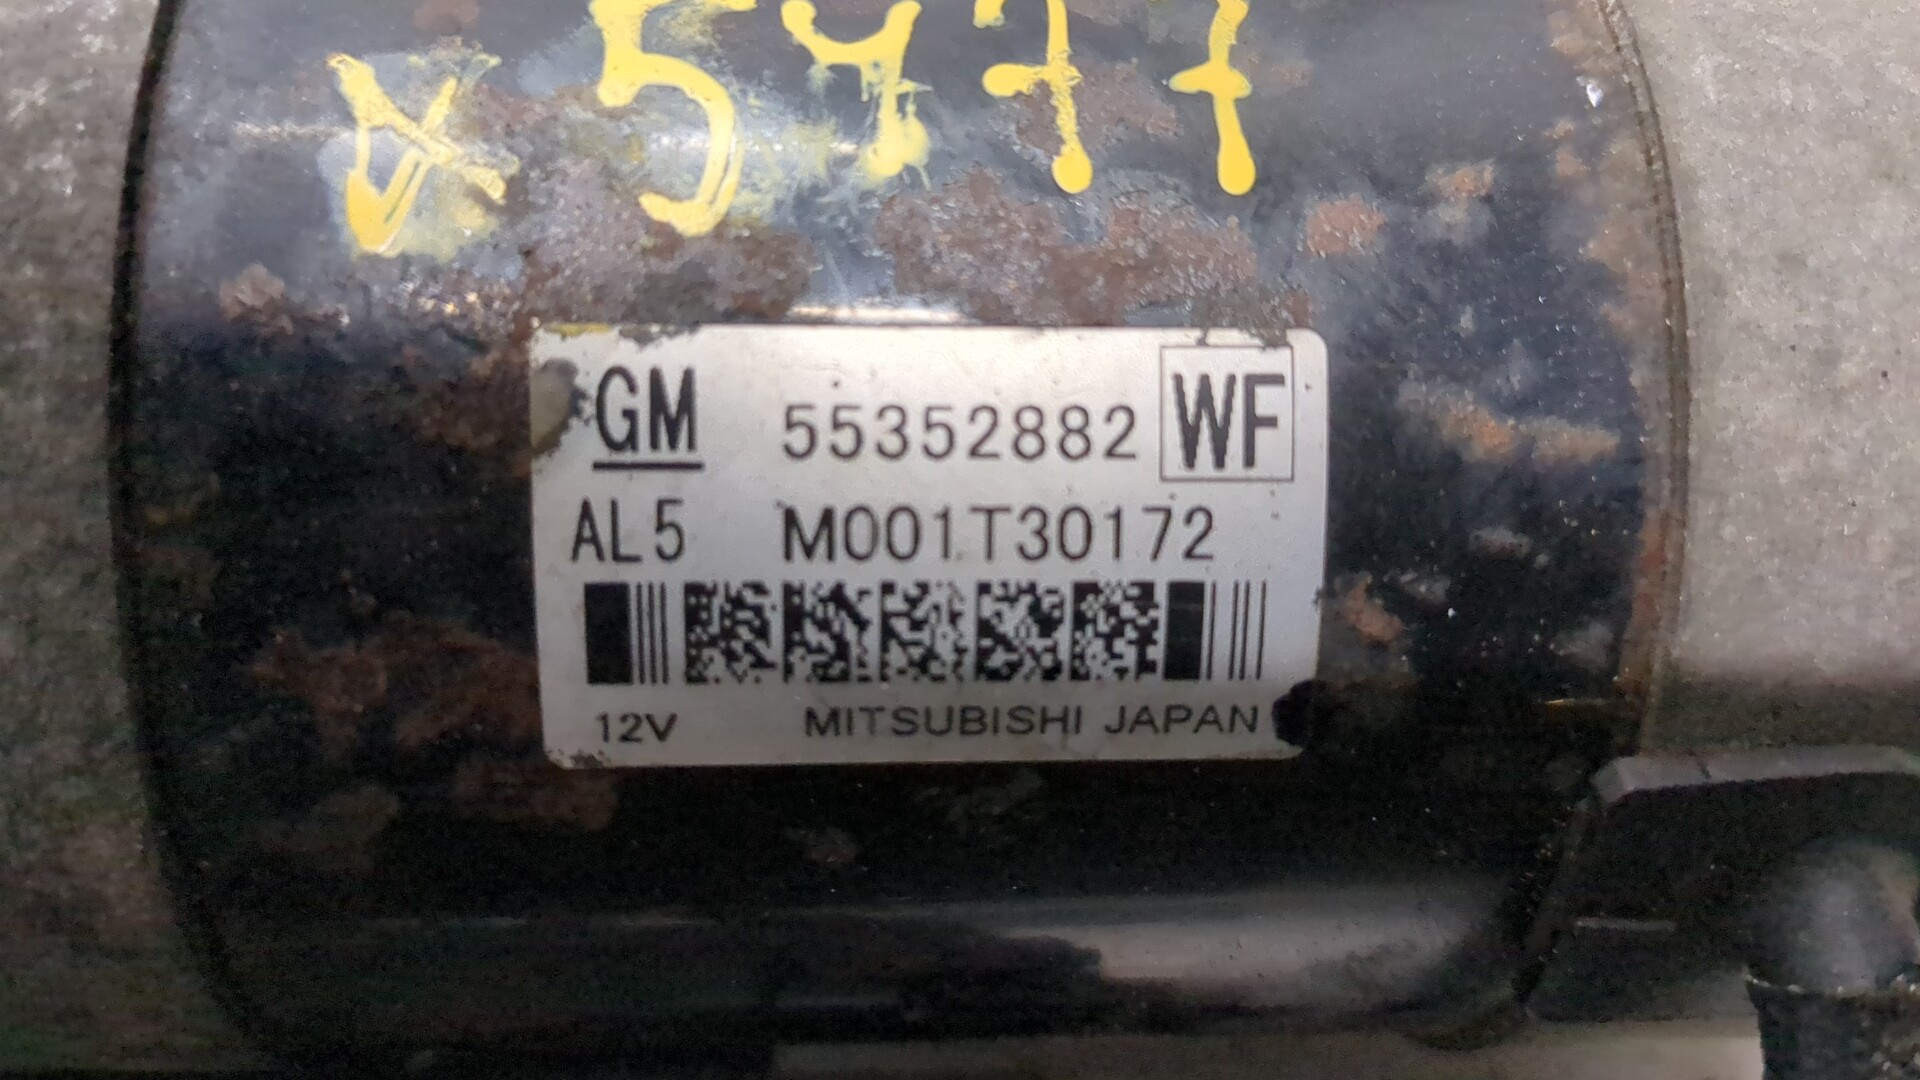 5477
GM 55352882 WF
AL5 M001T30172
12V MITSUBISHI JAPAN